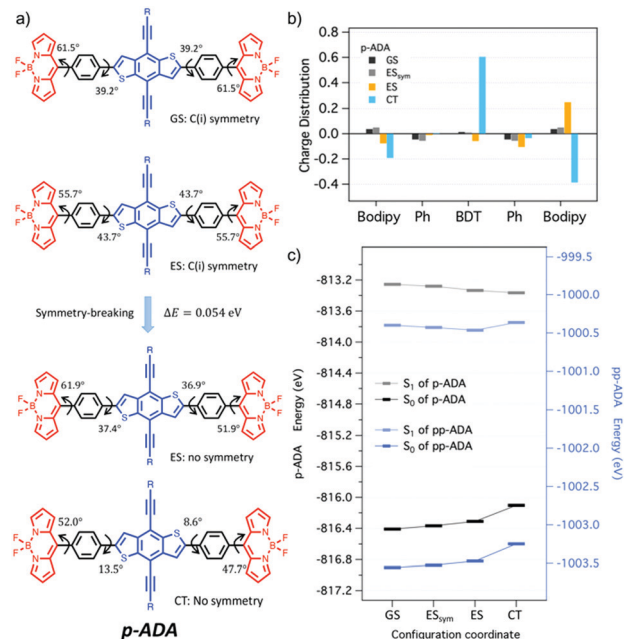 a)
R
61.5°
39.2°
F
F
B
N
N
S
S
N
N
B
F
F
39.2°
61.5°
R
GS: C(i) symmetry
R
55.7°
43.7°
F
F
B
N
N
S
S
N
N
B
F
F
43.7°
55.7°
R
ES: C(i) symmetry
Symmetry-breaking
ΔE = 0.054 eV
R
61.9°
36.9°
F
F
B
N
N
S
S
N
N
B
F
F
37.4°
51.9°
R
ES: no symmetry
R
52.0°
8.6°
F
F
B
N
N
S
S
N
N
B
F
F
13.5°
47.7°
R
CT: No symmetry
p-ADA
b)
Charge Distribution
0.8
0.6
0.4
0.2
0.0
-0.2
-0.4
p-ADA
GS
ESsym
ES
CT
Bodipy Ph BDT Ph Bodipy
c)
p-ADA Energy (eV)
-813.2
-813.6
-814.0
-814.4
-814.8
-815.2
-815.6
-816.0
-816.4
-816.8
-817.2
S1 of p-ADA
S0 of p-ADA
S1 of pp-ADA
S0 of pp-ADA
-999.5
-1000.0
-1000.5
-1001.0
-1001.5
-1002.0
-1002.5
-1003.0
-1003.5
pp-ADA Energy (eV)
GS ESsym ES CT
Configuration coordinate